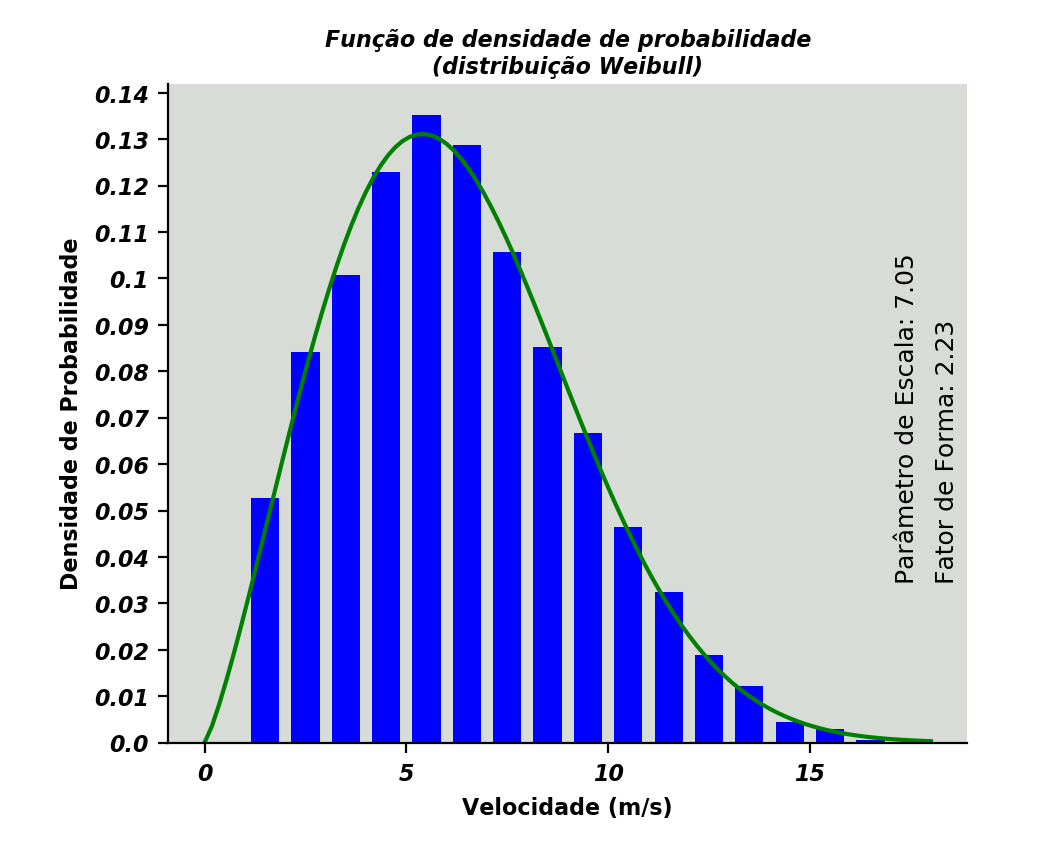 Função de densidade de probabilidade
(distribuição Weibull)
Densidade de Probabilidade
0.14
0.13
0.12
0.11
0.1
0.09
0.08
0.07
0.06
0.05
0.04
0.03
0.02
0.01
0.0
Parâmetro de Escala: 7.05
Fator de Forma: 2.23
0 5 10 15
Velocidade (m/s)